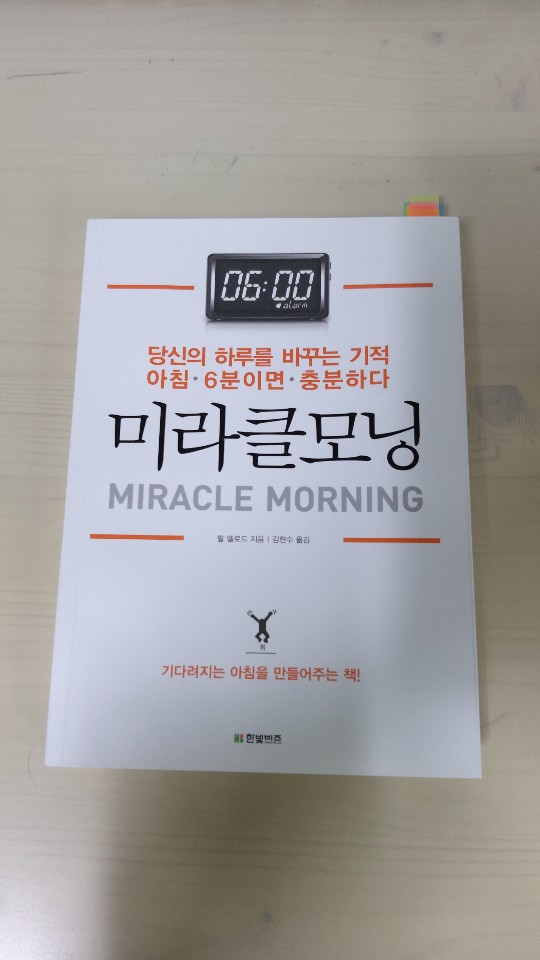 06:00
alarm
당신의 하루를 바꾸는 기적
아침·6분이면·충분하다
미라클모닝
MIRACLE MORNING
할 엘로드 지음 | 김현수 옮김
기다려지는 아침을 만들어주는 책!
한빛비즈